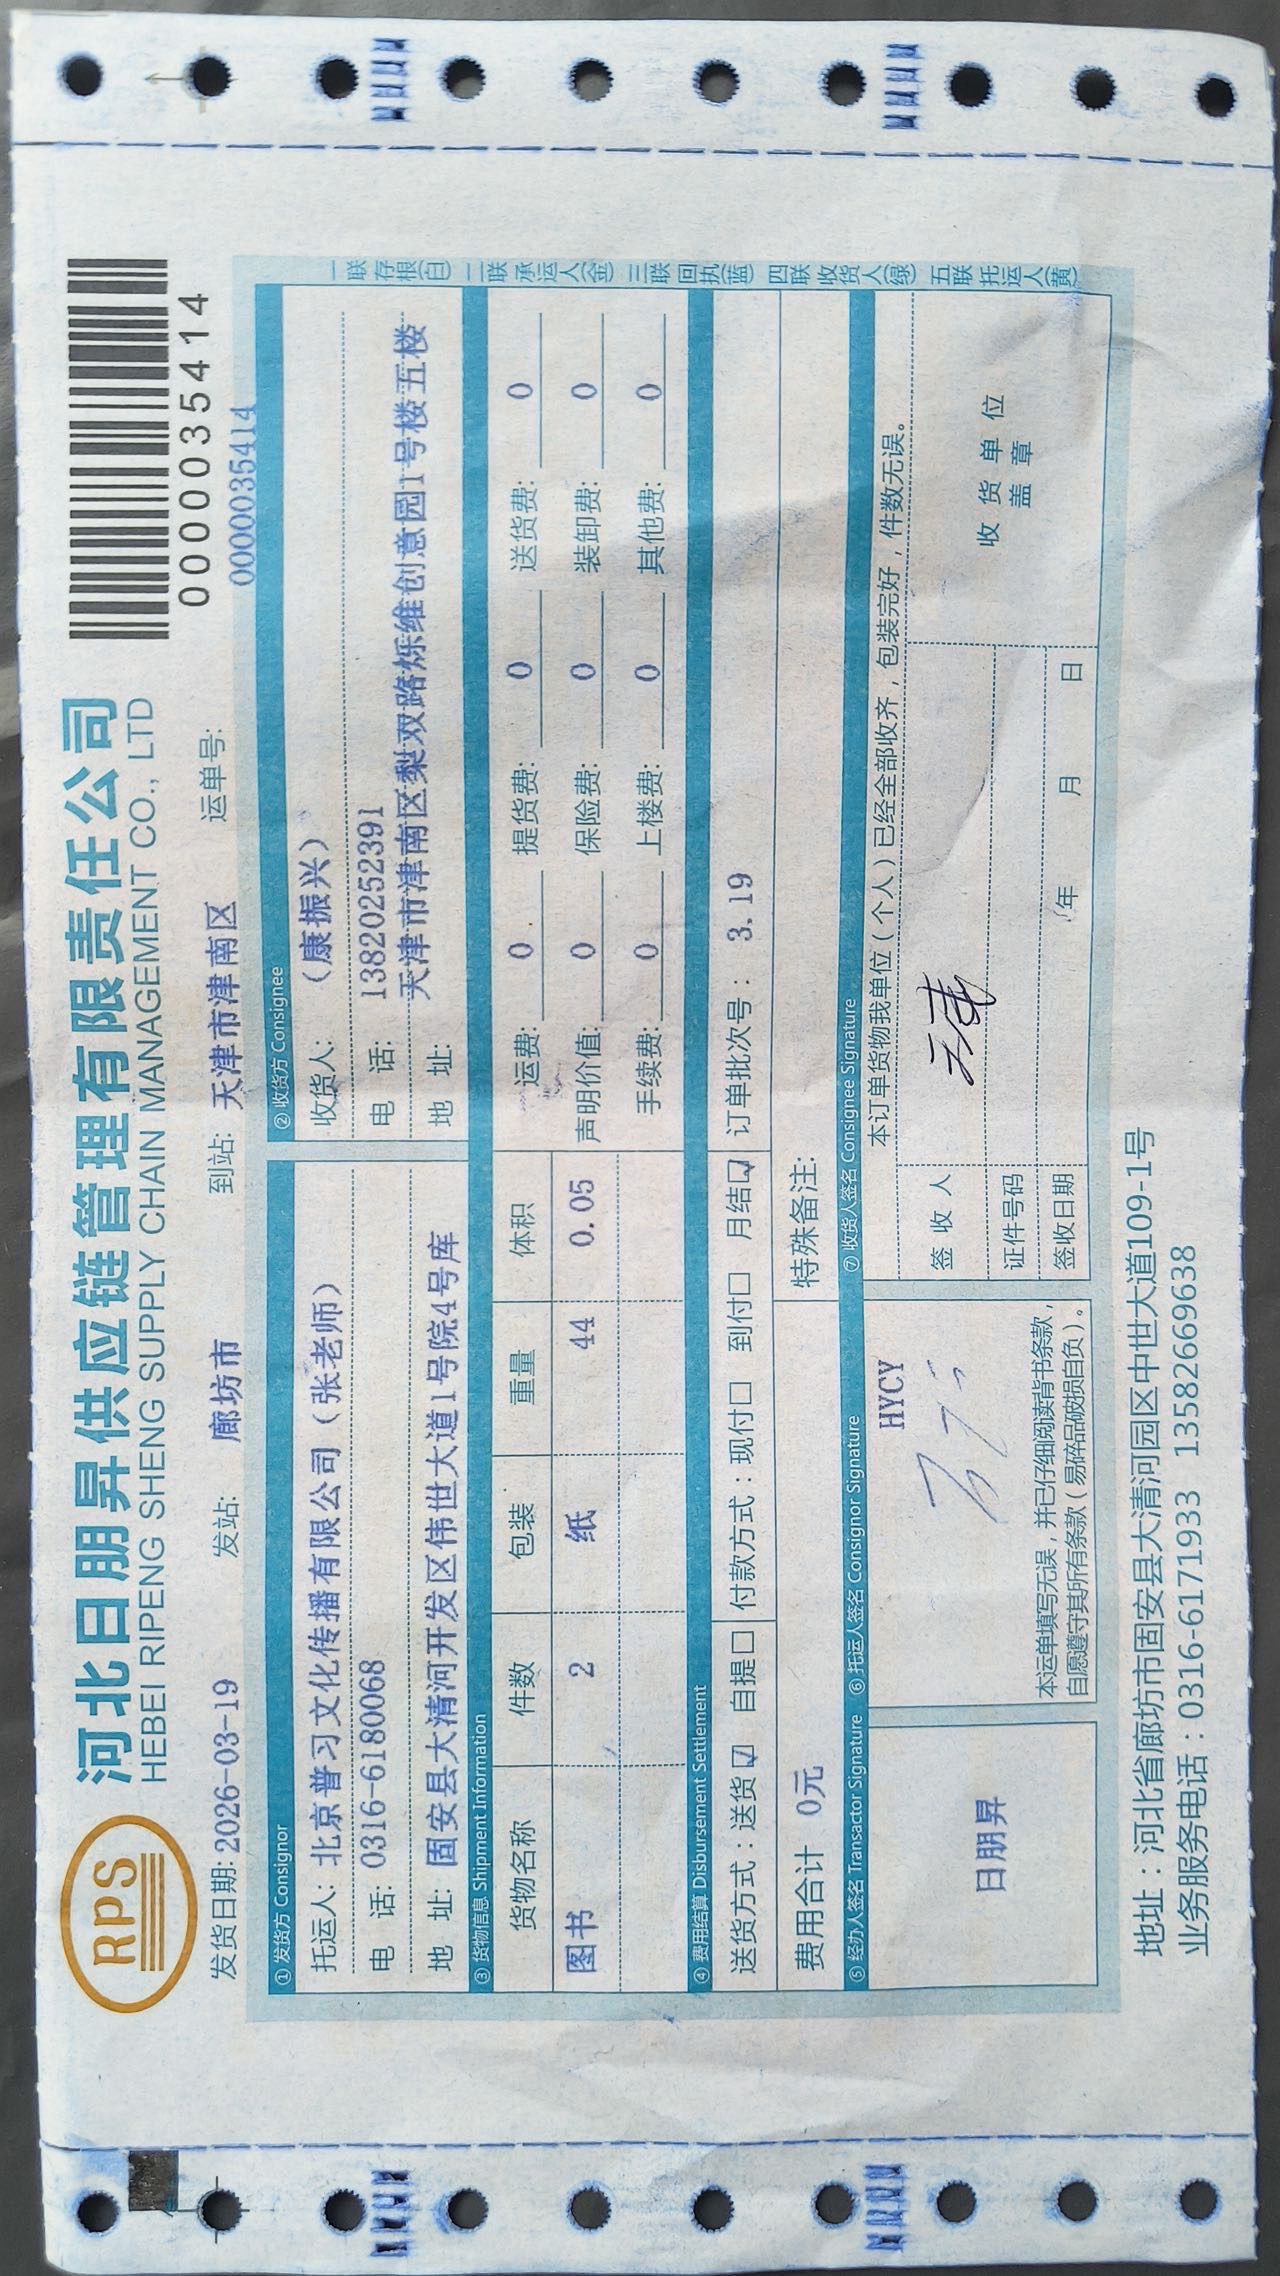 RPS
河北日朋昇供应链管理有限责任公司
HEBEI RIPENG SHENG SUPPLY CHAIN MANAGEMENT CO., LTD
0000035414
发货日期: 2026-03-19 发站: 廊坊市 到站: 天津市津南区 运单号: 0000035414
① 发货方 Consignor
托运人: 北京普习文化传播有限公司（张老师）
电 话: 0316-6180068
地 址: 固安县大清河开发区伟世大道1号院4号库
② 收货方 Consignee
收货人: （康振兴）
电 话: 13820252391
地 址: 天津市津南区梨双路烁维创意园1号楼五楼
③ 货物信息 Shipment Information
货物名称 件数 包装 重量 体积
图书 2 纸 44 0.05
运费: 0 提货费: 0 送货费: 0
声明价值: 0 保险费: 0 装卸费: 0
手续费: 0 上楼费: 0 其他费: 0
④ 费用结算 Disbursement Settlement
送货方式：送货☑ 自提□ 付款方式：现付□ 到付□ 月结☑ 订单批次号： 3.19
费用合计 0元 特殊备注:
⑤ 经办人签名 Transactor Signature
日朋昇
⑥ 托运人签名 Consignor Signature
HYCY
本运单填写无误，并已仔细阅读背书条款，
自愿遵守其所有条款（易碎品破损自负）。
⑦ 收货人签名 Consignee Signature
本订单货物我单位（个人）已经全部收齐，包装完好，件数无误。
签 收 人
证件号码
签收日期 年 月 日
收 货 单 位
盖 章
一联存根(白) 二联承运人(金) 三联回执(蓝) 四联收货人(绿) 五联托运人(黄)
地址：河北省廊坊市固安县大清河园区中世大道109-1号
业务服务电话：0316-6171933 13582669638